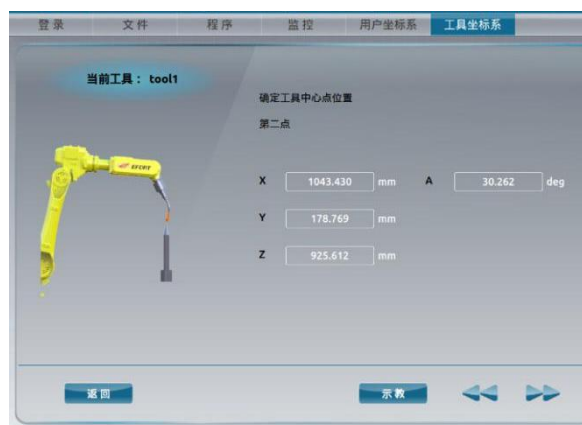 登录 文件 程序 监控 用户坐标系 工具坐标系
当前工具： tool1
确定工具中心点位置
第二点
EFORT
X 1043.430 mm A 30.262 deg
Y 178.769 mm
Z 925.612 mm
返回 示教